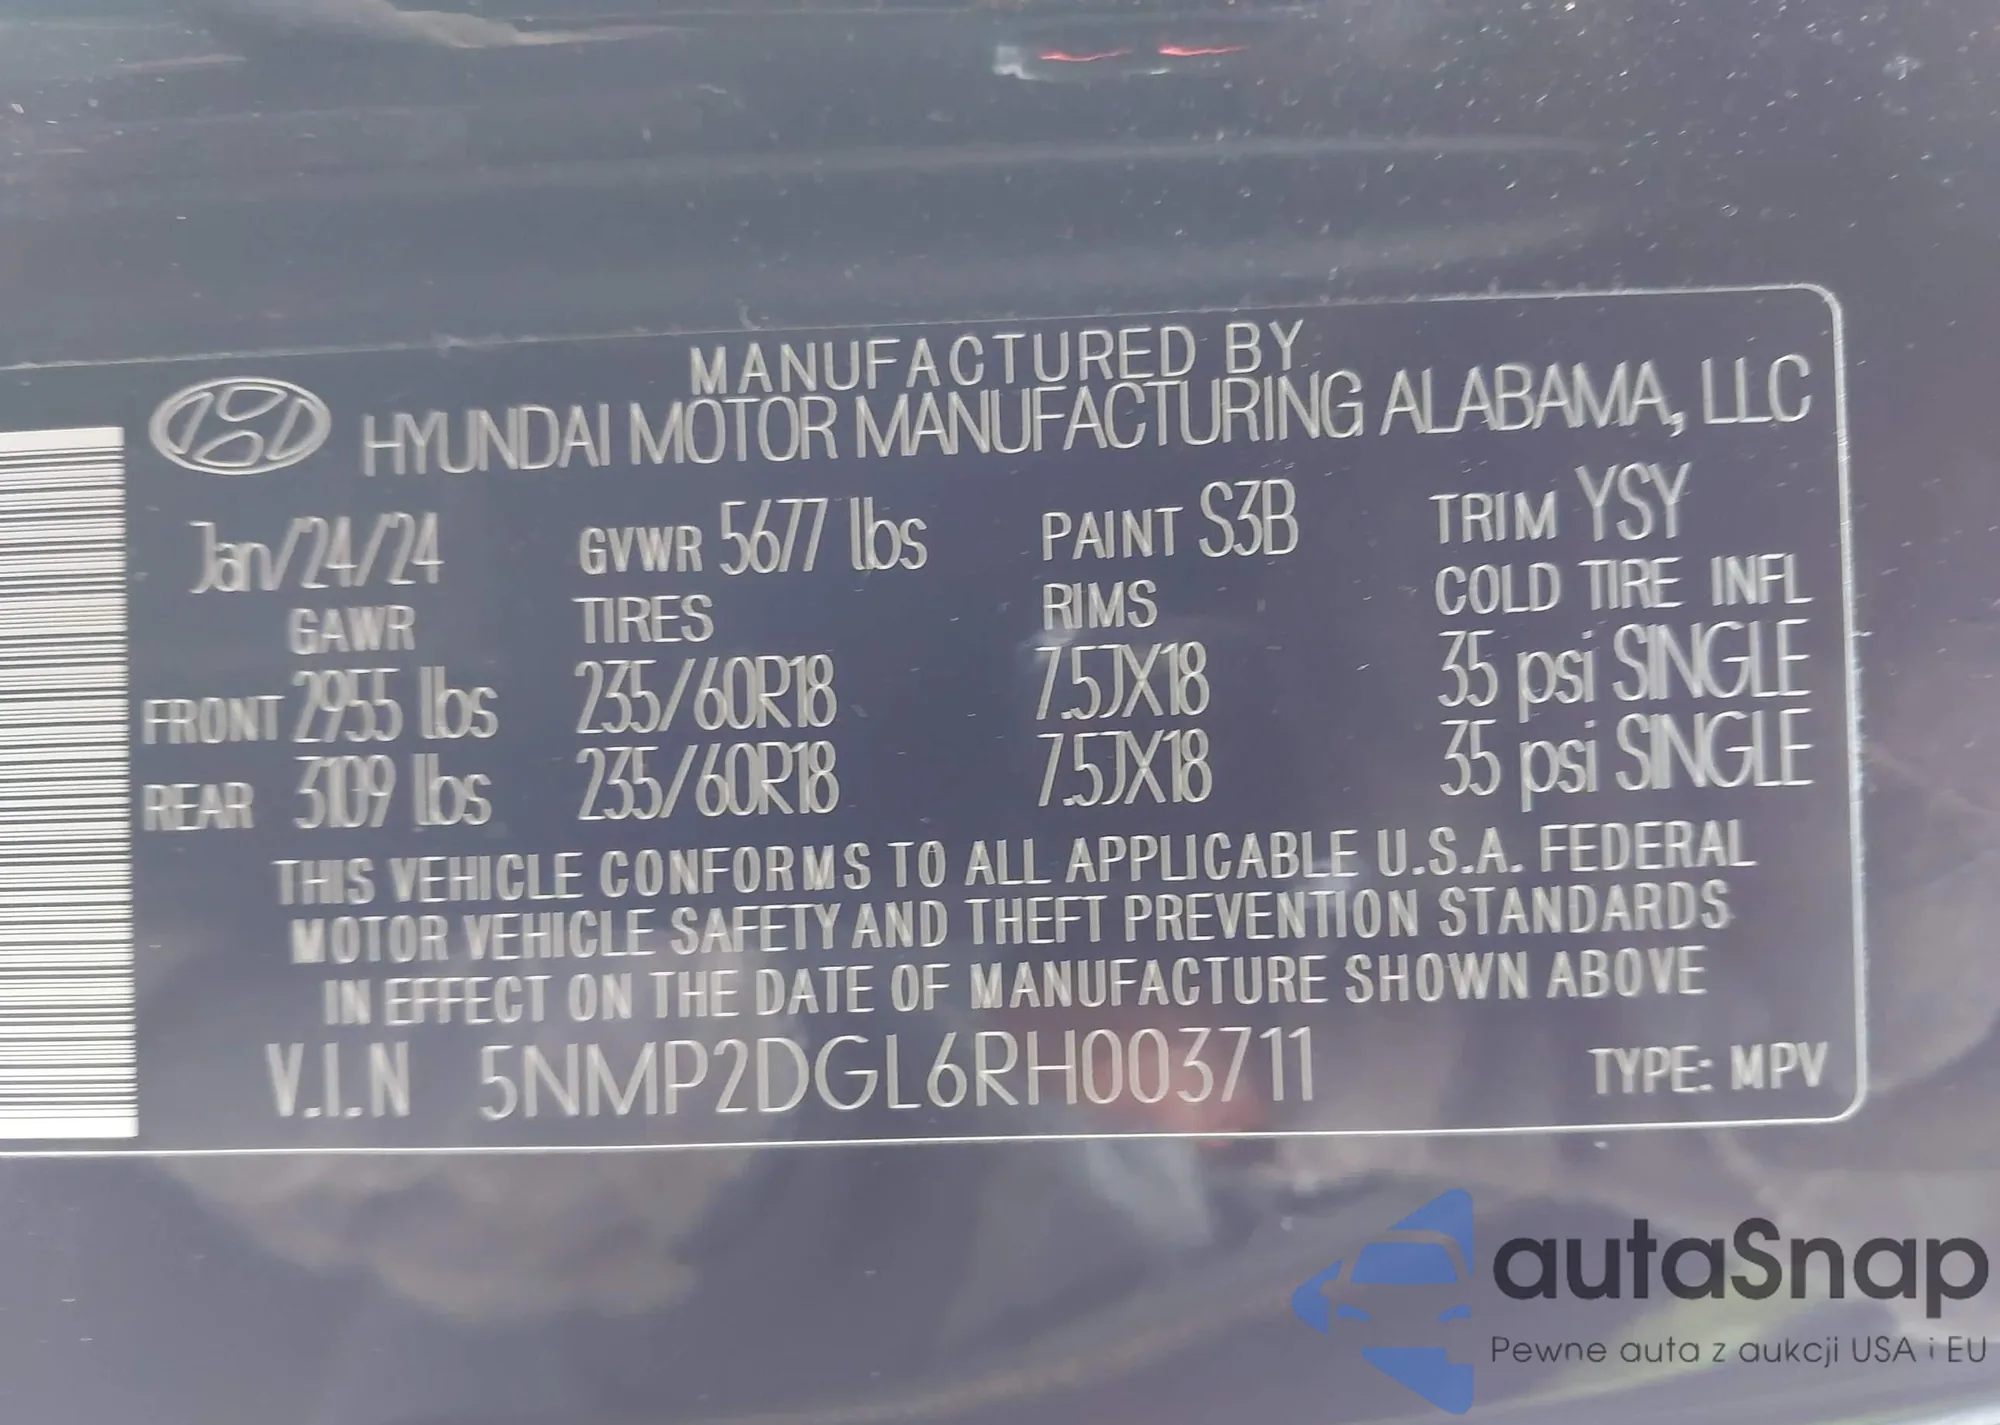 MANUFACTURED BY
HYUNDAI MOTOR MANUFACTURING ALABAMA, LLC
Jan/24/24 GVWR 5677 lbs PAINT S3B TRIM YSY
GAWR TIRES RIMS COLD TIRE INFL
FRONT 2955 lbs 235/60R18 7.5JX18 35 psi SINGLE
REAR 3109 lbs 235/60R18 7.5JX18 35 psi SINGLE
THIS VEHICLE CONFORMS TO ALL APPLICABLE U.S.A. FEDERAL
MOTOR VEHICLE SAFETY AND THEFT PREVENTION STANDARDS
IN EFFECT ON THE DATE OF MANUFACTURE SHOWN ABOVE
V.I.N 5NMP2DGL6RH003711 TYPE: MPV
autaSnap
Pewne auta z aukcji USA i EU